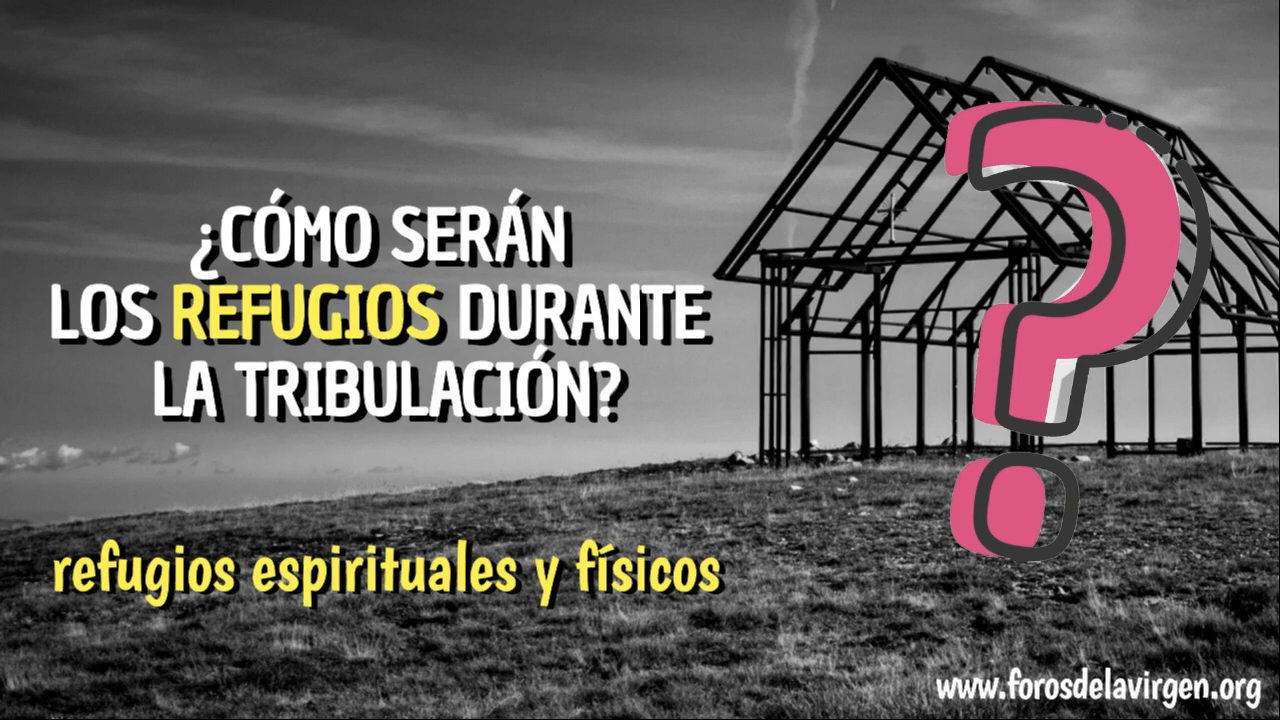 ¿CÓMO SERÁN
LOS REFUGIOS DURANTE
LA TRIBULACIÓN?
refugios espirituales y físicos
www.forosdelavirgen.org